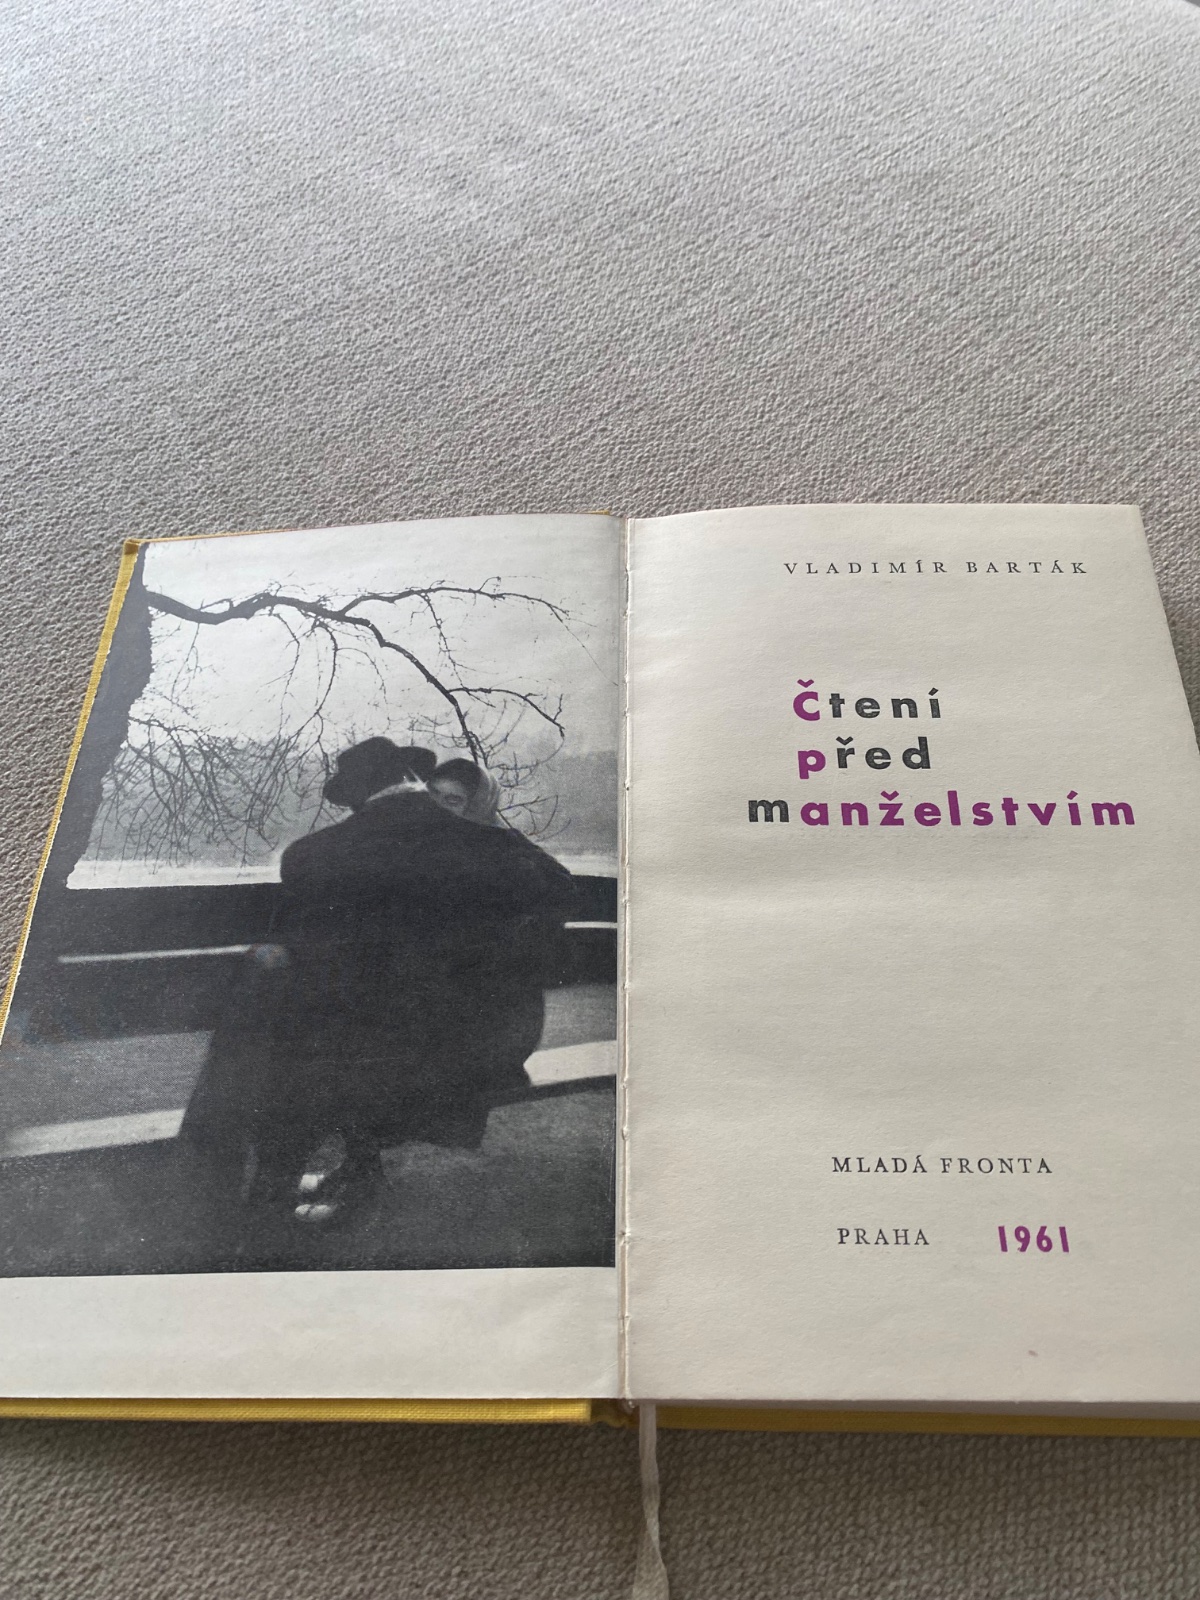 VLADIMÍR BARTÁK
Čtení
před
manželstvím
MLADÁ FRONTA
PRAHA 1961